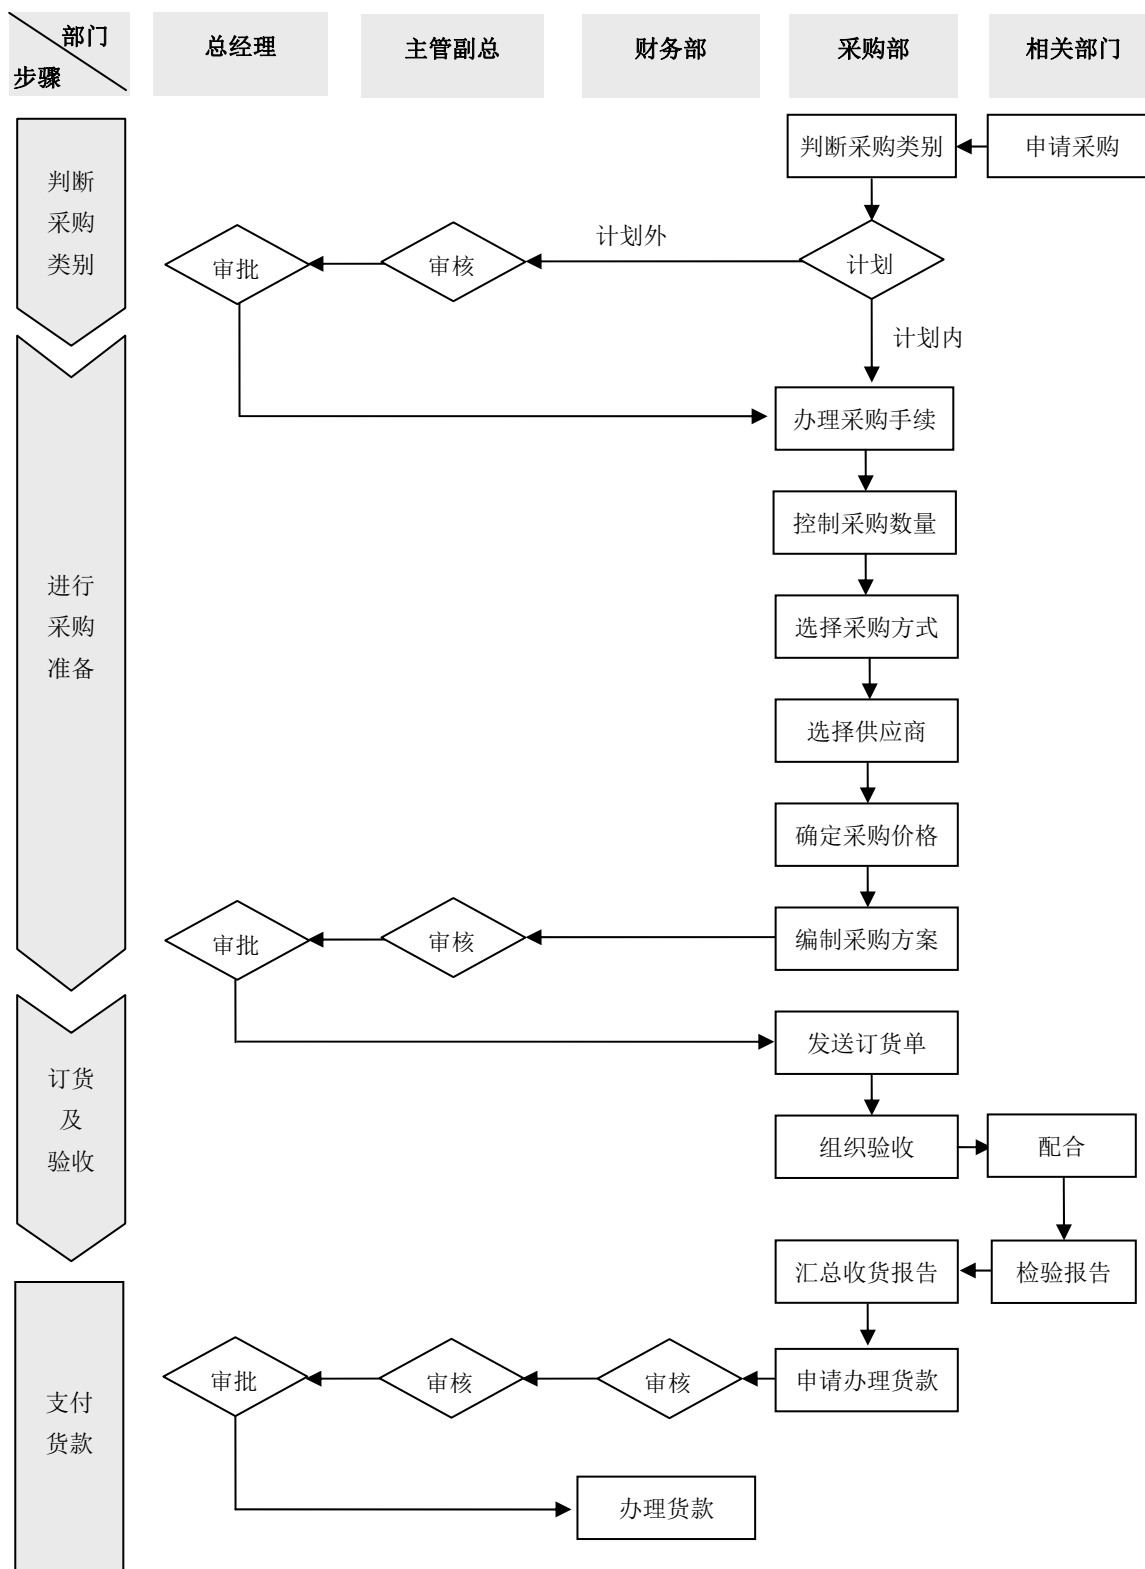 部门
步骤
总经理
主管副总
财务部
采购部
相关部门
判断
采购
类别
判断采购类别
申请采购
计划外
审批
审核
计划
计划内
进行
采购
准备
办理采购手续
控制采购数量
选择采购方式
选择供应商
确定采购价格
审批
审核
编制采购方案
订货
及
验收
发送订货单
组织验收
配合
汇总收货报告
检验报告
支付
货款
审批
审核
审核
申请办理货款
办理货款